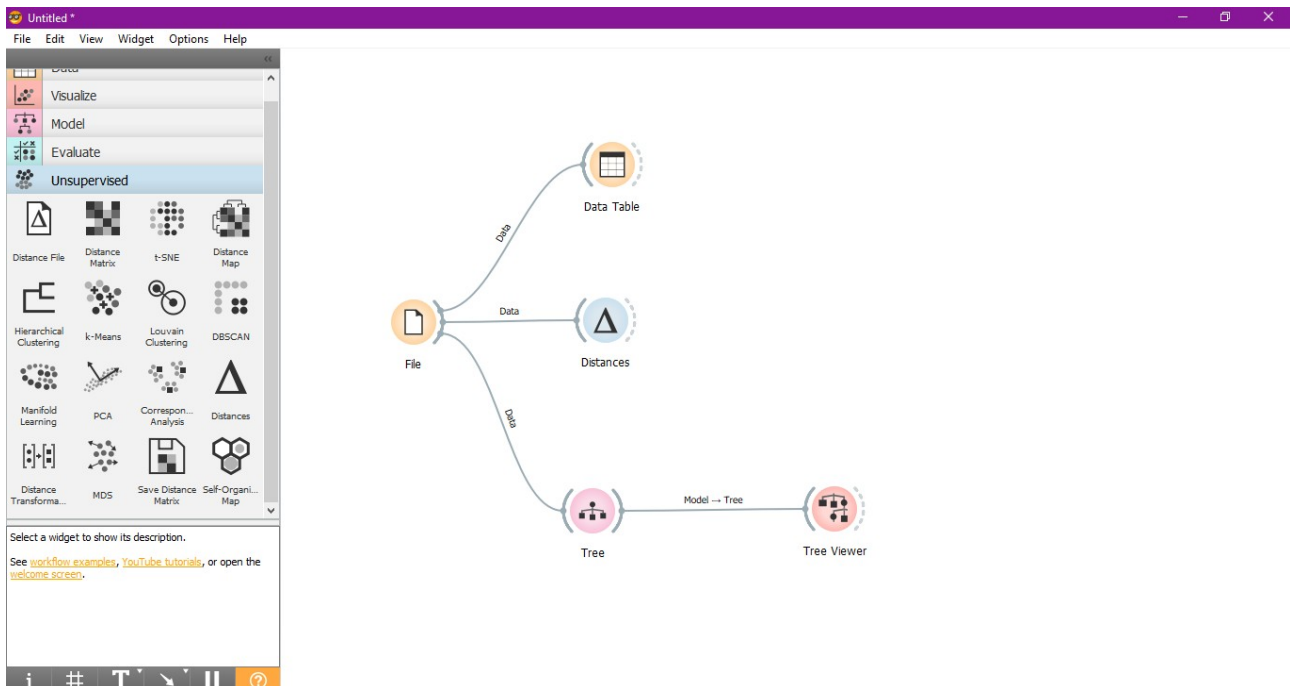 Untitled *
File Edit View Widget Options Help
Data
Visualize
Model
Evaluate
Unsupervised
Distance File
Distance
Matrix
t-SNE
Distance
Map
Hierarchical
Clustering
k-Means
Louvain
Clustering
DBSCAN
Manifold
Learning
PCA
Correspon...
Analysis
Distances
Distance
Transforma...
MDS
Save Distance
Matrix
Self-Organi...
Map
Select a widget to show its description.
See workflow examples, YouTube tutorials, or open the
welcome screen.
Data
Data Table
File
Data
Distances
Data
Tree
Model → Tree
Tree Viewer